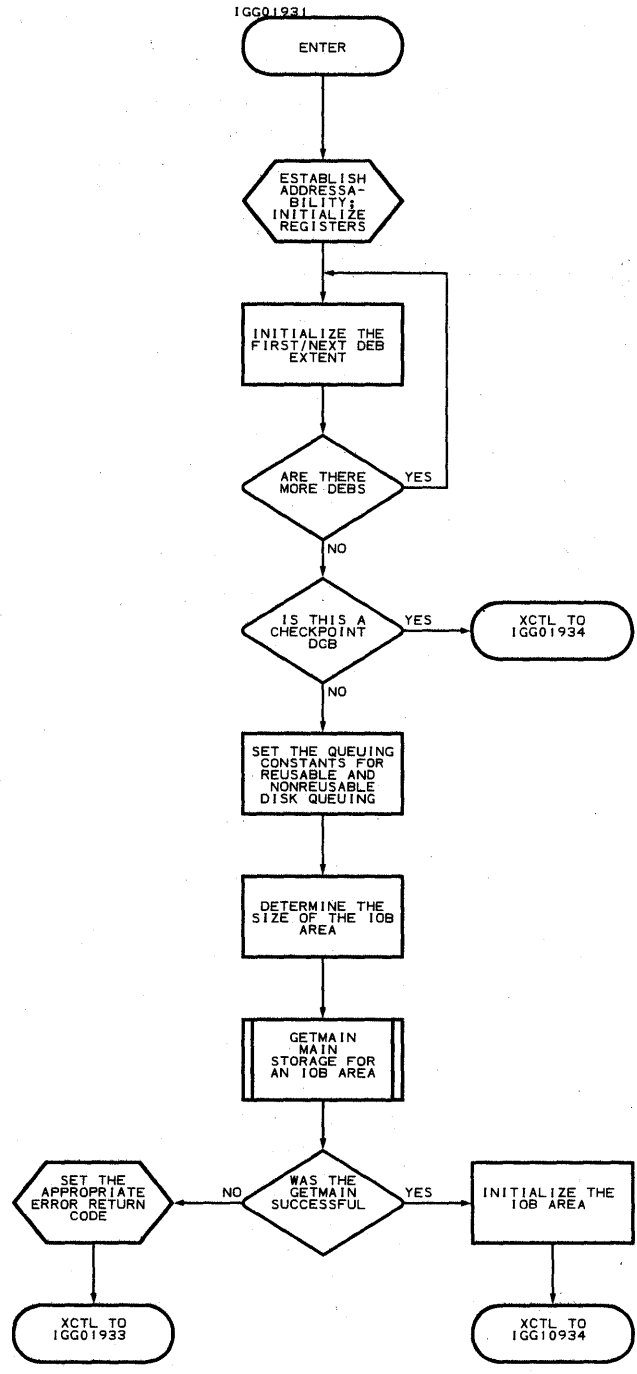 IGG01931
ENTER
ESTABLISH
ADDRESSA-
BILITY;
INITIALIZE
REGISTERS
INITIALIZE THE
FIRST/NEXT DEB
EXTENT
ARE THERE
MORE DEBS
YES
NO
IS THIS A
CHECKPOINT
DCB
YES
XCTL TO
IGG01934
NO
SET THE QUEUING
CONSTANTS FOR
REUSABLE AND
NONREUSABLE
DISK QUEUING
DETERMINE THE
SIZE OF THE IOB
AREA
GETMAIN
MAIN
STORAGE FOR
AN IOB AREA
WAS THE
GETMAIN
SUCCESSFUL
NO
YES
SET THE
APPROPRIATE
ERROR RETURN
CODE
INITIALIZE THE
IOB AREA
XCTL TO
IGG01933
XCTL TO
IGG10934